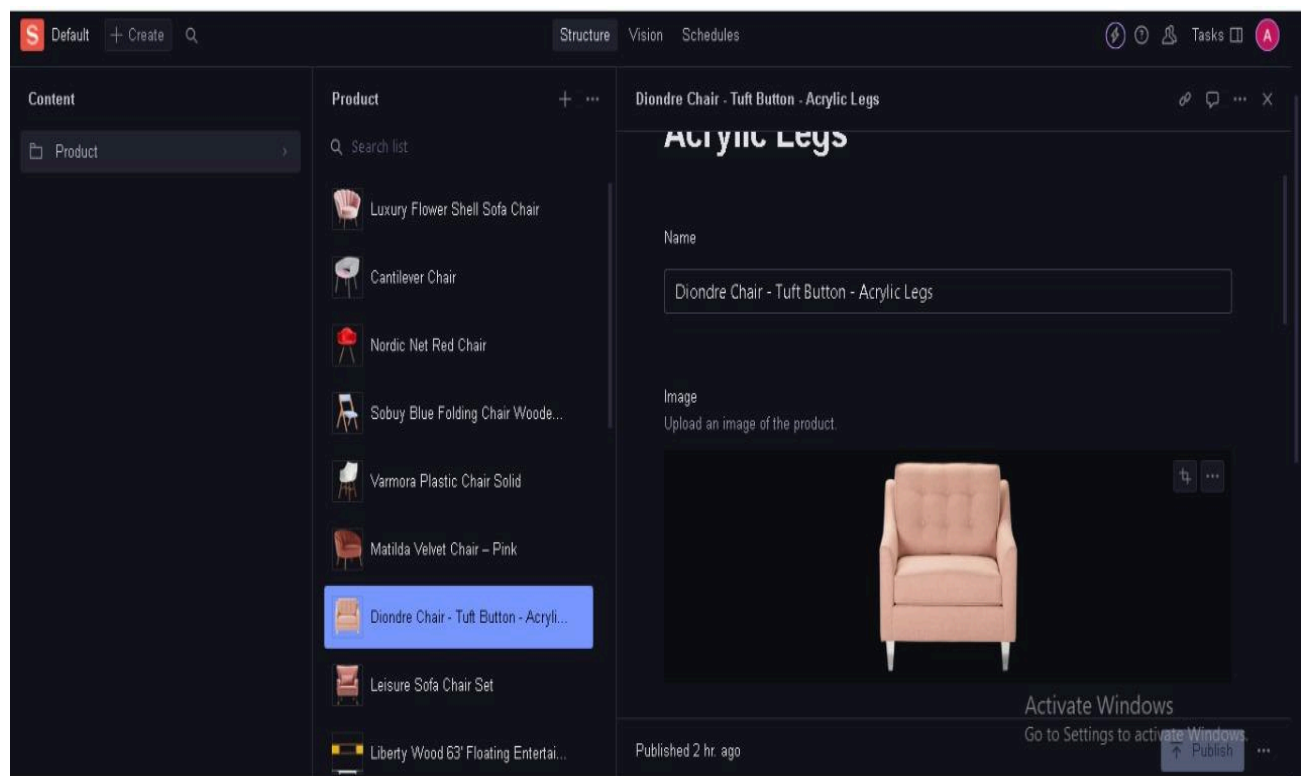 S Default + Create Structure Vision Schedules Tasks A
Content
Product
Product
Search list
Luxury Flower Shell Sofa Chair
Cantilever Chair
Nordic Net Red Chair
Sobuy Blue Folding Chair Woode...
Varmora Plastic Chair Solid
Matilda Velvet Chair – Pink
Diondre Chair - Tuft Button - Acryli...
Leisure Sofa Chair Set
Liberty Wood 63' Floating Entertai...
Diondre Chair - Tuft Button - Acrylic Legs
Acrylic Legs
Name
Diondre Chair - Tuft Button - Acrylic Legs
Image
Upload an image of the product.
Activate Windows
Go to Settings to activate Windows.
Published 2 hr. ago
Publish